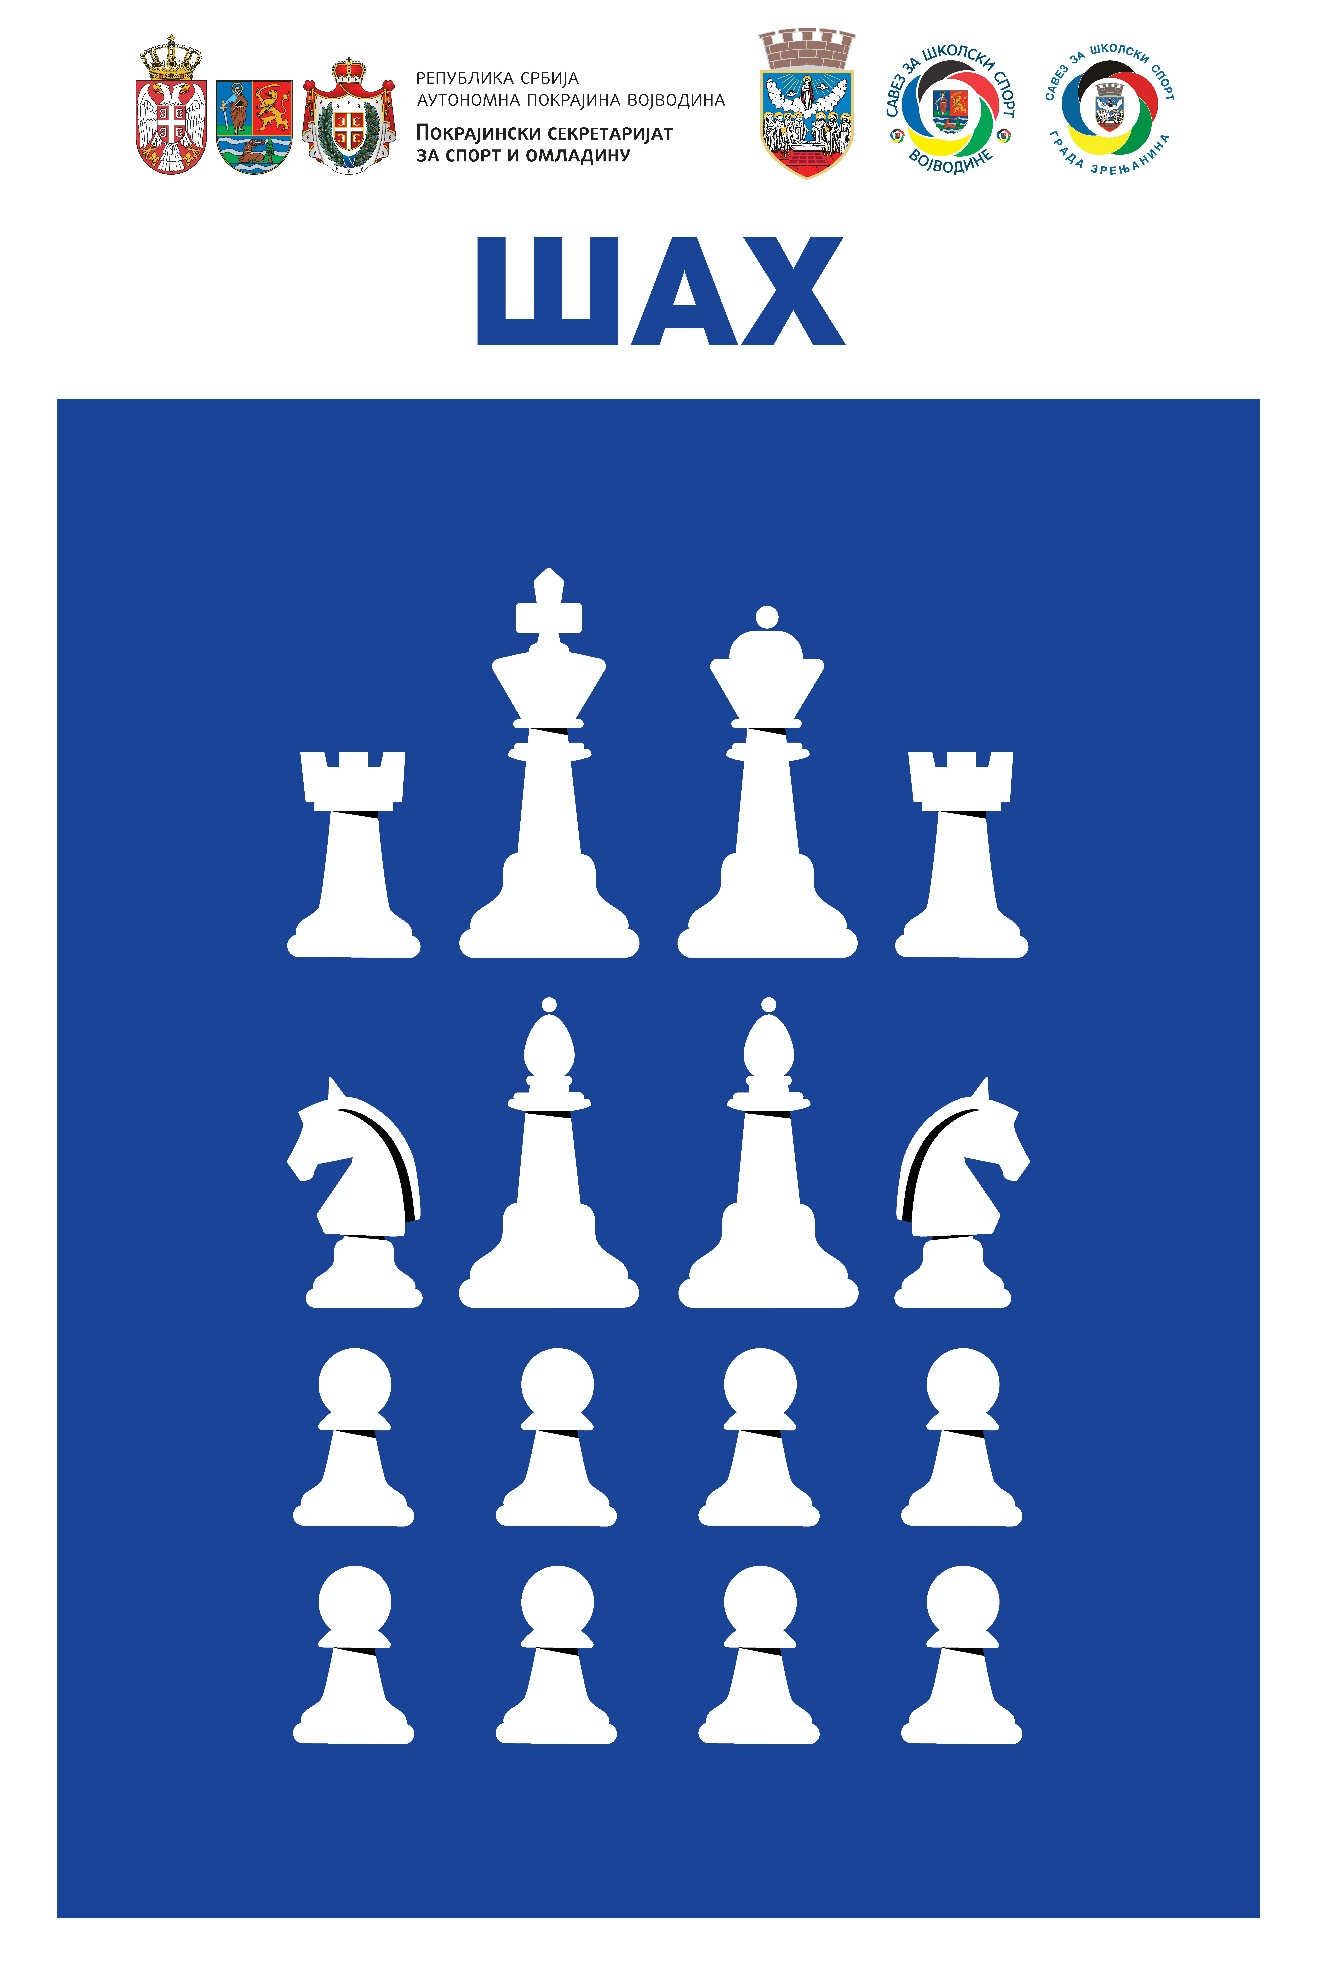 РЕПУБЛИКА СРБИЈА
АУТОНОМНА ПОКРАЈИНА ВОЈВОДИНА
ПОКРАЈИНСКИ СЕКРЕТАРИЈАТ
ЗА СПОРТ И ОМЛАДИНУ
САВЕЗ ЗА ШКОЛСКИ СПОРТ
ВОЈВОДИНЕ
САВЕЗ ЗА ШКОЛСКИ СПОРТ
ГРАДА ЗРЕЊАНИНА
ШАХ